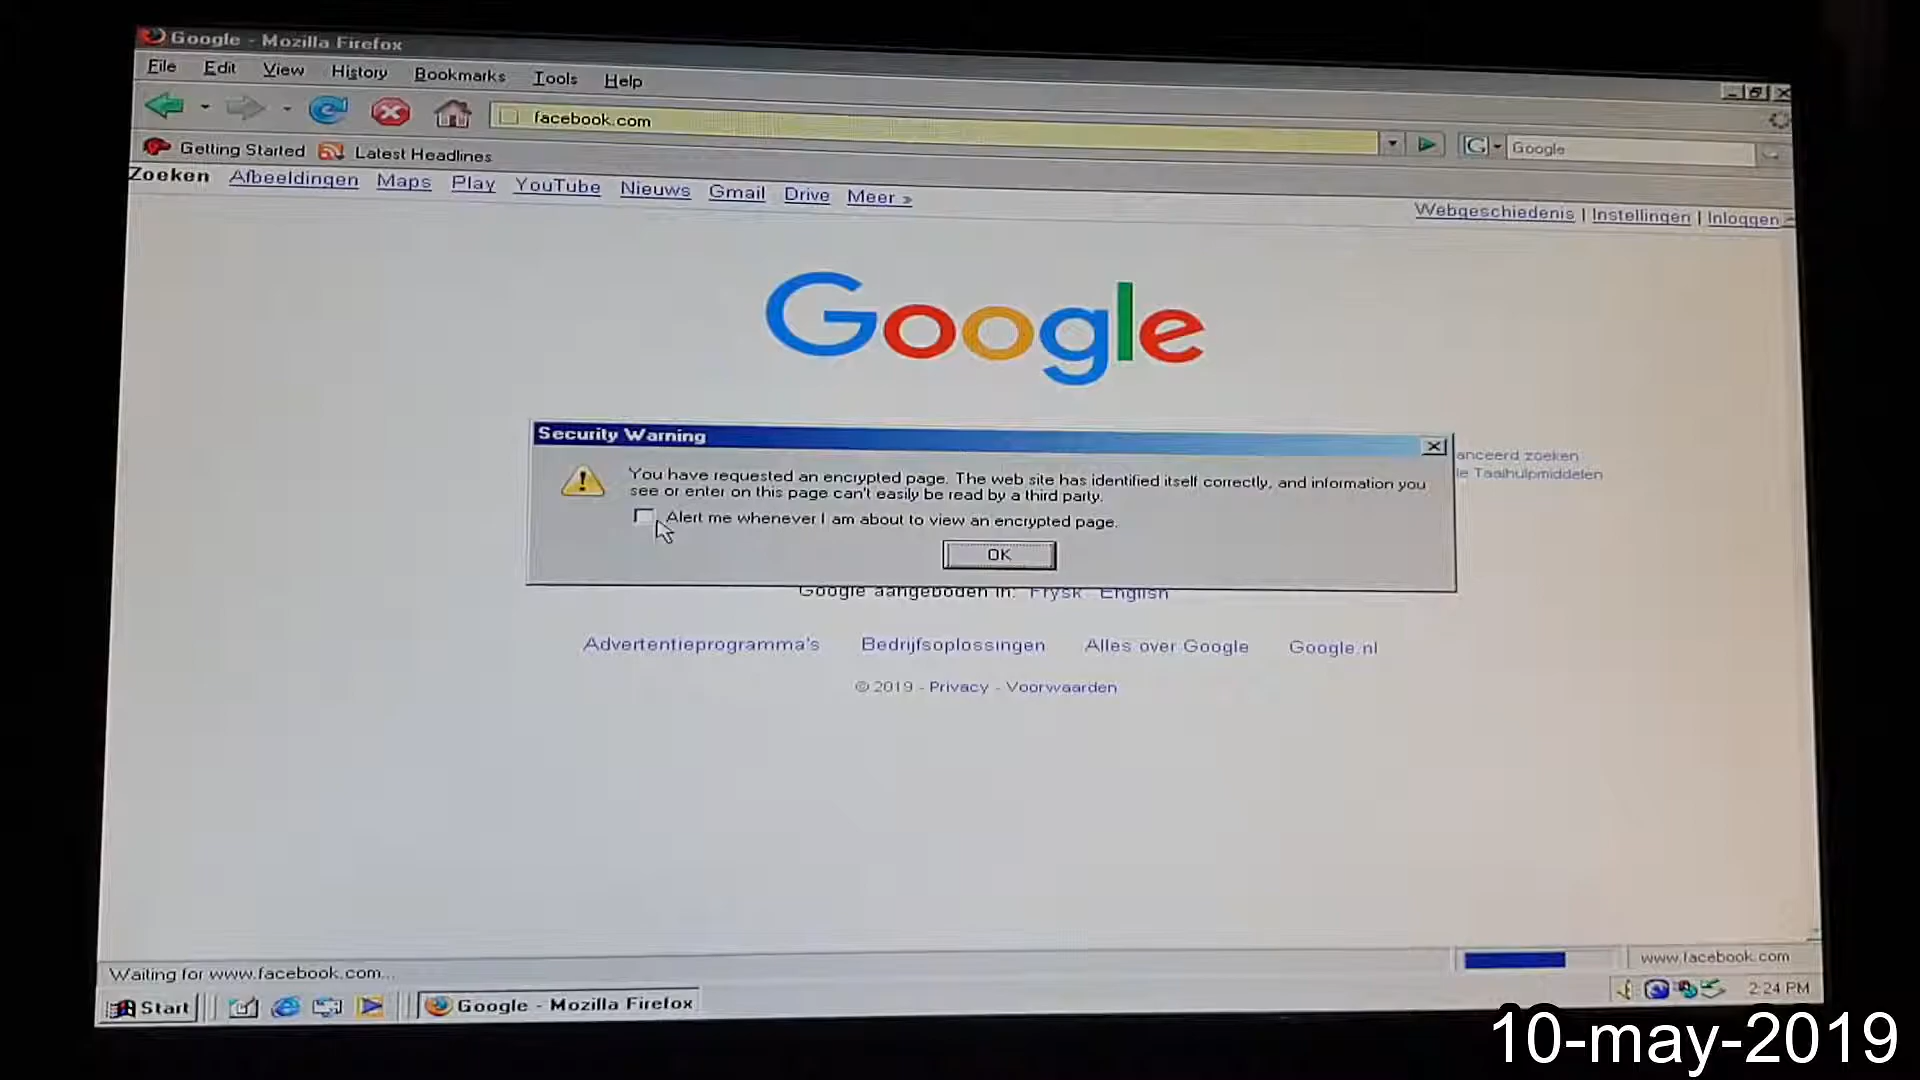 Google - Mozilla Firefox
File Edit View History Bookmarks Tools Help
facebook.com
G Google
Getting Started Latest Headlines
Zoeken Afbeeldingen Maps Play YouTube Nieuws Gmail Drive Meer »
Webgeschiedenis | Instellingen | Inloggen
Google
Security Warning
You have requested an encrypted page. The web site has identified itself correctly, and information you
see or enter on this page can't easily be read by a third party.
Alert me whenever I am about to view an encrypted page.
OK
anceerd zoeken
le Taalhulpmiddelen
Google aangeboden in: Frysk English
Advertentieprogramma's Bedrijfsoplossingen Alles over Google Google.nl
© 2019 - Privacy - Voorwaarden
Waiting for www.facebook.com...
www.facebook.com
Start Google - Mozilla Firefox 2:24 PM
10-may-2019